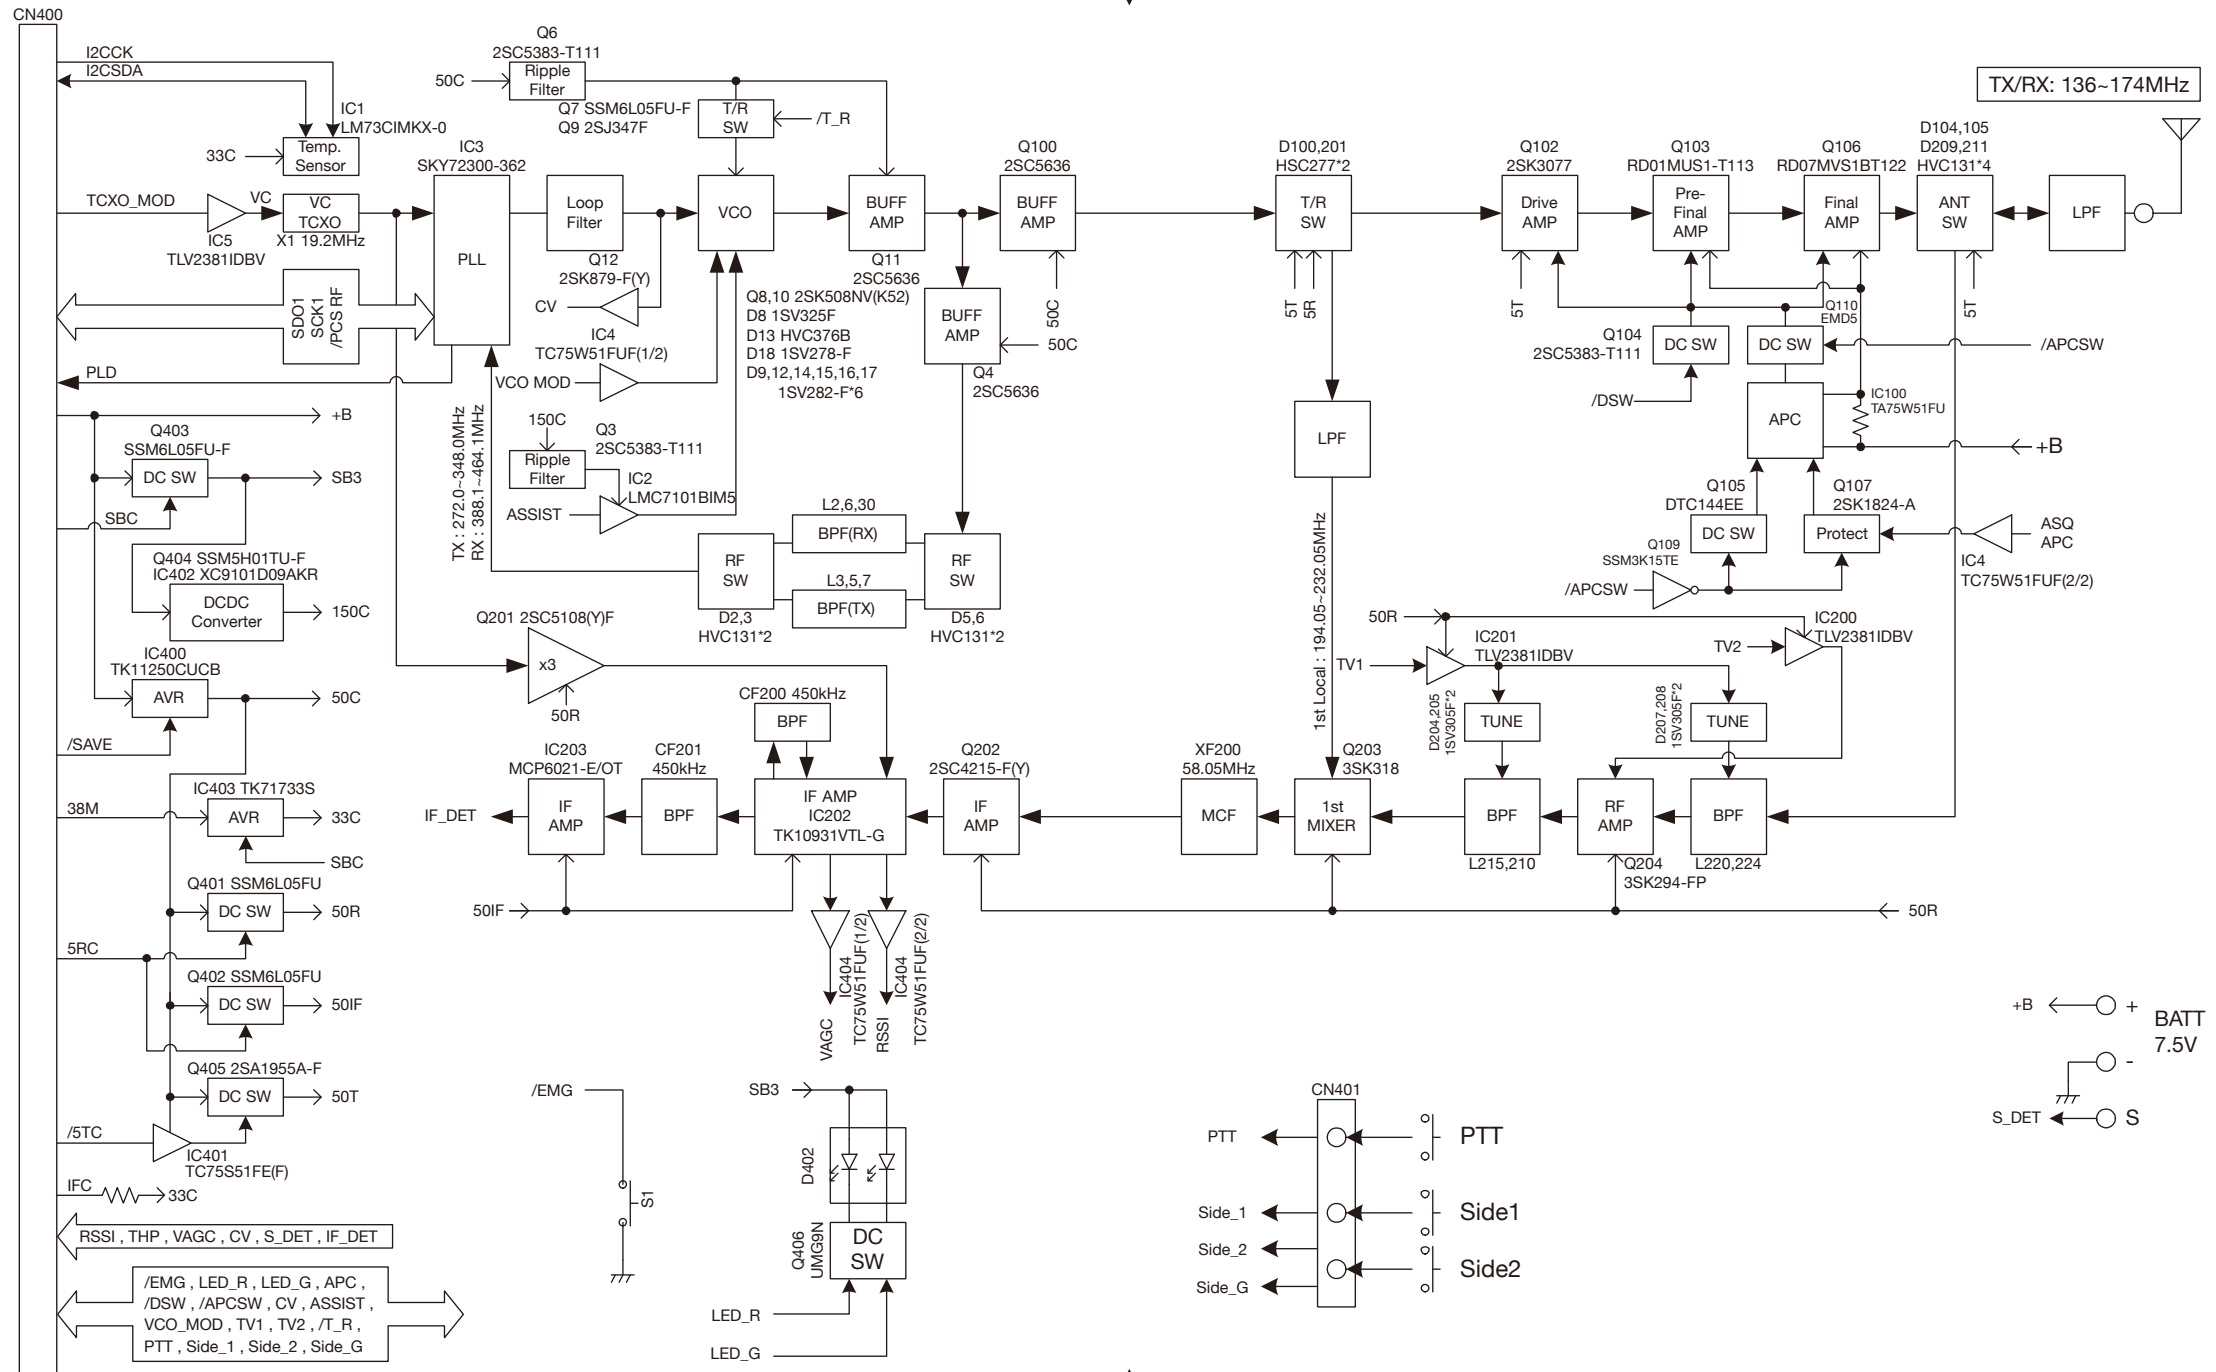 CN400
I2CCK
I2CSDA
IC1
LM73CIMKX-0
33C
Temp.
Sensor
TCXO_MOD
IC5
TLV2381IDBV
VC
VC
TCXO
X1 19.2MHz
SDO1
SCK1
/PCS RF
PLD
IC3
SKY72300-362
PLL
Loop
Filter
Q12
2SK879-F(Y)
CV
Q6
2SC5383-T111
50C
Ripple
Filter
Q7 SSM6L05FU-F
Q9 2SJ347F
T/R
SW
/T_R
VCO
BUFF
AMP
Q11
2SC5636
Q100
2SC5636
BUFF
AMP
50C
BUFF
AMP
50C
Q4
2SC5636
Q8,10 2SK508NV(K52)
D8 1SV325F
D13 HVC376B
D18 1SV278-F
D9,12,14,15,16,17
1SV282-F*6
IC4
TC75W51FUF(1/2)
VCO MOD
150C
Q3
2SC5383-T111
Ripple
Filter
IC2
LMC7101BIM5
ASSIST
TX : 272.0~348.0MHz
RX : 388.1~464.1MHz
RF
SW
D2,3
HVC131*2
L2,6,30
BPF(RX)
L3,5,7
BPF(TX)
RF
SW
D5,6
HVC131*2
D100,201
HSC277*2
T/R
SW
5T
5R
LPF
1st Local : 194.05~232.05MHz
Q102
2SK3077
Drive
AMP
5T
Q103
RD01MUS1-T113
Pre-
Final
AMP
Q106
RD07MVS1BT122
Final
AMP
D104,105
D209,211
HVC131*4
ANT
SW
5T
LPF
TX/RX: 136~174MHz
Q104
2SC5383-T111
DC SW
/DSW
Q110
EMD5
DC SW
/APCSW
APC
IC100
TA75W51FU
+B
Q105
DTC144EE
DC SW
Q107
2SK1824-A
Protect
ASQ
APC
IC4
TC75W51FUF(2/2)
Q109
SSM3K15TE
/APCSW
+B
Q403
SSM6L05FU-F
DC SW
SB3
SBC
Q404 SSM5H01TU-F
IC402 XC9101D09AKR
DCDC
Converter
150C
IC400
TK11250CUCB
AVR
50C
/SAVE
IC403 TK71733S
38M
AVR
33C
SBC
Q401 SSM6L05FU
DC SW
50R
5RC
Q402 SSM6L05FU
DC SW
50IF
Q405 2SA1955A-F
DC SW
50T
/5TC
IC401
TC75S51FE(F)
IFC
33C
RSSI , THP , VAGC , CV , S_DET , IF_DET
/EMG , LED_R , LED_G , APC ,
/DSW , /APCSW , CV , ASSIST ,
VCO_MOD , TV1 , TV2 , /T_R ,
PTT , Side_1 , Side_2 , Side_G
Q201 2SC5108(Y)F
x3
50R
CF200 450kHz
BPF
IC203
MCP6021-E/OT
IF_DET
IF
AMP
CF201
450kHz
BPF
IF AMP
IC202
TK10931VTL-G
Q202
2SC4215-F(Y)
IF
AMP
XF200
58.05MHz
MCF
Q203
3SK318
1st
MIXER
50R
TV1
IC201
TLV2381IDBV
TV2
IC200
TLV2381IDBV
D204,205
1SV305F*2
TUNE
D207,208
1SV305F*2
TUNE
BPF
L215,210
RF
AMP
Q204
3SK294-FP
BPF
L220,224
50IF
50R
IC404
TC75W51FUF(1/2)
VAGC
IC404
TC75W51FUF(2/2)
RSSI
/EMG
S1
SB3
D402
Q406
UMG9N
DC
SW
LED_R
LED_G
CN401
PTT
PTT
Side_1
Side1
Side_2
Side2
Side_G
+B
+
BATT
7.5V
-
S_DET
S